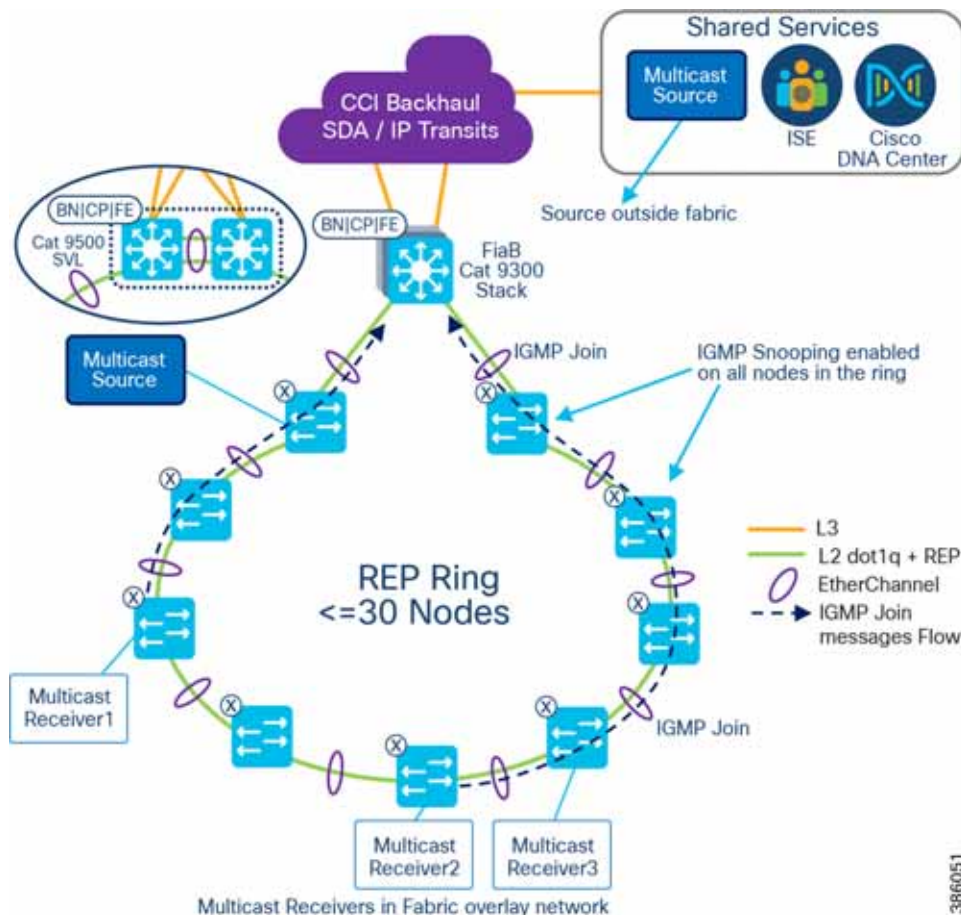 Shared Services
Multicast
Source
ISE
Cisco
DNA Center
CCI Backhaul
SDA / IP Transits
Source outside fabric
BN|CP|FE
Cat 9500
SVL
BN|CP|FE
FiaB
Cat 9300
Stack
Multicast
Source
IGMP Join
IGMP Snooping enabled
on all nodes in the ring
X
X
X
X
X
X
X
X
X
REP Ring
<=30 Nodes
L3
L2 dot1q + REP
EtherChannel
IGMP Join
messages Flow
Multicast
Receiver1
IGMP Join
Multicast
Receiver2
Multicast
Receiver3
Multicast Receivers in Fabric overlay network
386051